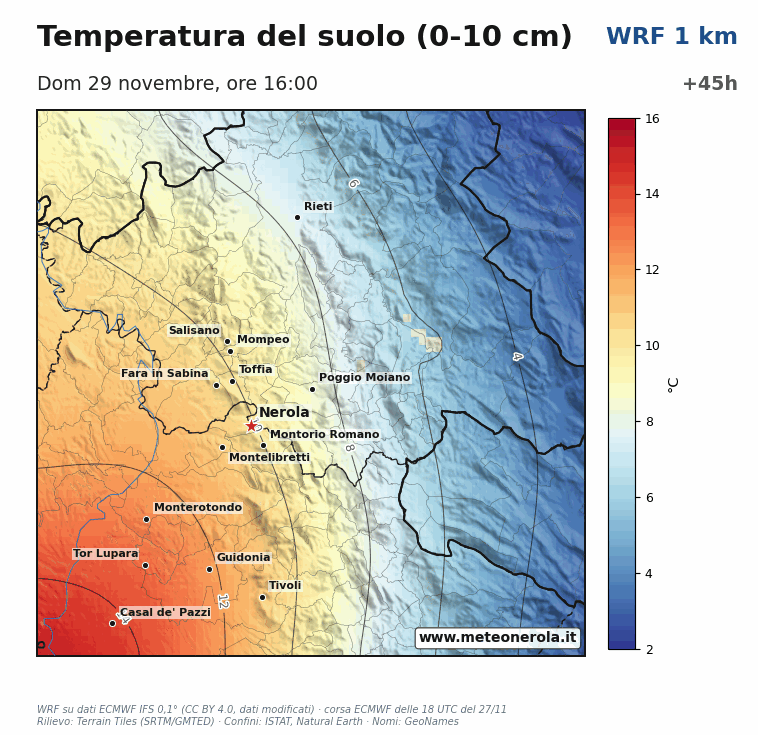 Temperatura del suolo (0-10 cm)
WRF 1 km
Dom 29 novembre, ore 16:00
+45h
Rieti
6
Salisano
Mompeo
Fara in Sabina
Toffia
Poggio Moiano
4
Nerola
Montorio Romano
8
Montelibretti
Monterotondo
Tor Lupara
Guidonia
Tivoli
12
Casal de' Pazzi
www.meteonerola.it
16
14
12
10
8
6
4
2
°C
WRF su dati ECMWF IFS 0,1° (CC BY 4.0, dati modificati) · corsa ECMWF delle 18 UTC del 27/11
Rilievo: Terrain Tiles (SRTM/GMTED) · Confini: ISTAT, Natural Earth · Nomi: GeoNames